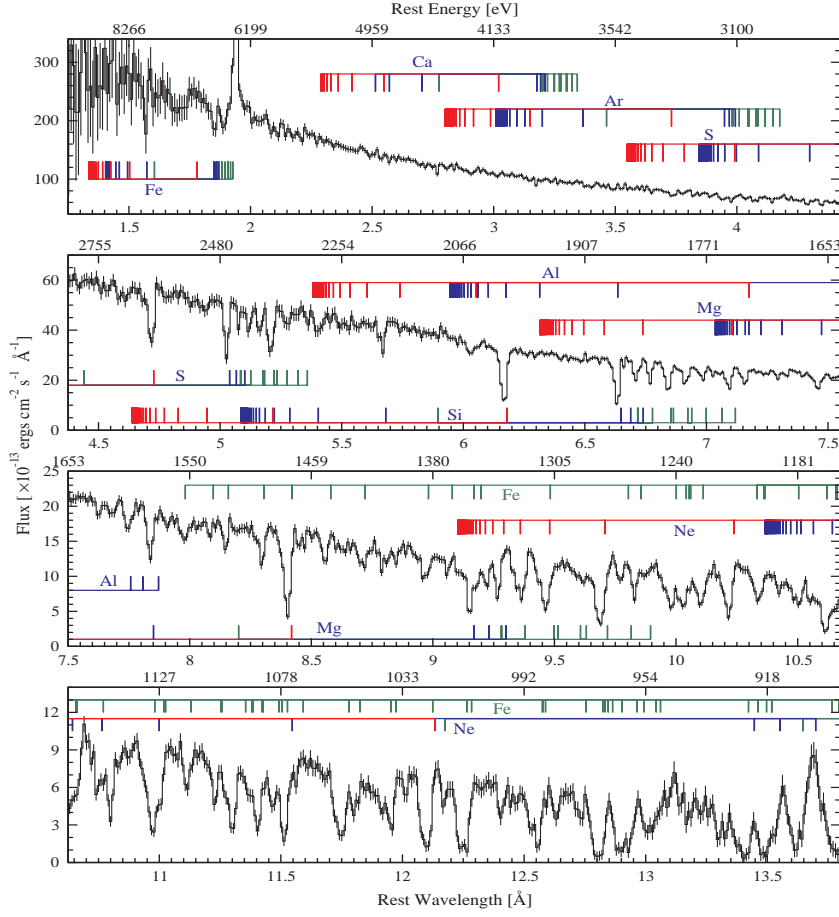 Rest Energy [eV]
8266 6199 4959 4133 3542 3100
300
200
100
Ca
Ar
S
Fe
1.5 2 2.5 3 3.5 4
2755 2480 2254 2066 1907 1771 1653
60
40
20
0
Al
Mg
S
Si
4.5 5 5.5 6 6.5 7 7.5
1653 1550 1459 1380 1305 1240 1181
25
20
15
10
5
0
Fe
Ne
Al
Mg
7.5 8 8.5 9 9.5 10 10.5
1127 1078 1033 992 954 918
12
9
6
3
0
Fe
Ne
11 11.5 12 12.5 13 13.5
Rest Wavelength [Å]
Flux [×10⁻¹³ ergs cm⁻² s⁻¹ Å⁻¹]